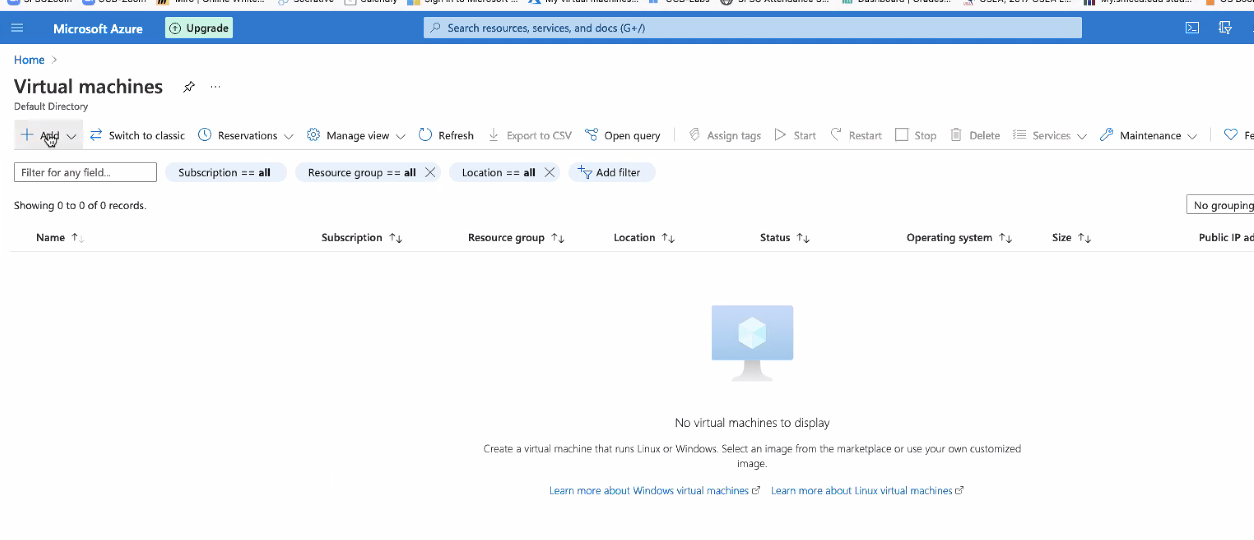 Microsoft Azure Upgrade Search resources, services, and docs (G+/)
Home >
Virtual machines ...
Default Directory
+ Add Switch to classic Reservations Manage view Refresh Export to CSV Open query Assign tags Start Restart Stop Delete Services Maintenance
Filter for any field... Subscription == all Resource group == all Location == all Add filter
Showing 0 to 0 of 0 records. No grouping
Name Subscription Resource group Location Status Operating system Size Public IP
No virtual machines to display
Create a virtual machine that runs Linux or Windows. Select an image from the marketplace or use your own customized
image.
Learn more about Windows virtual machines Learn more about Linux virtual machines